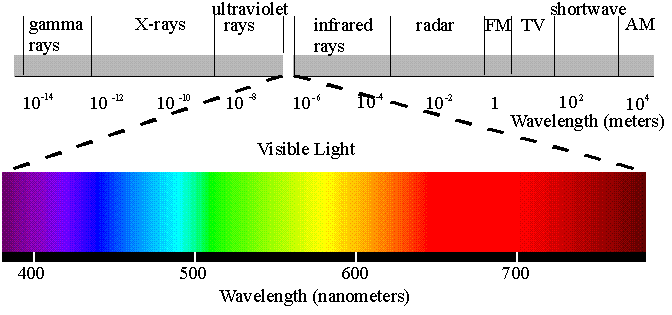 ultraviolet shortwave
gamma X-rays rays infrared radar FM TV AM
rays rays
10⁻¹⁴ 10⁻¹² 10⁻¹⁰ 10⁻⁸ 10⁻⁶ 10⁻⁴ 10⁻² 1 10² 10⁴
Wavelength (meters)
Visible Light
400 500 600 700
Wavelength (nanometers)